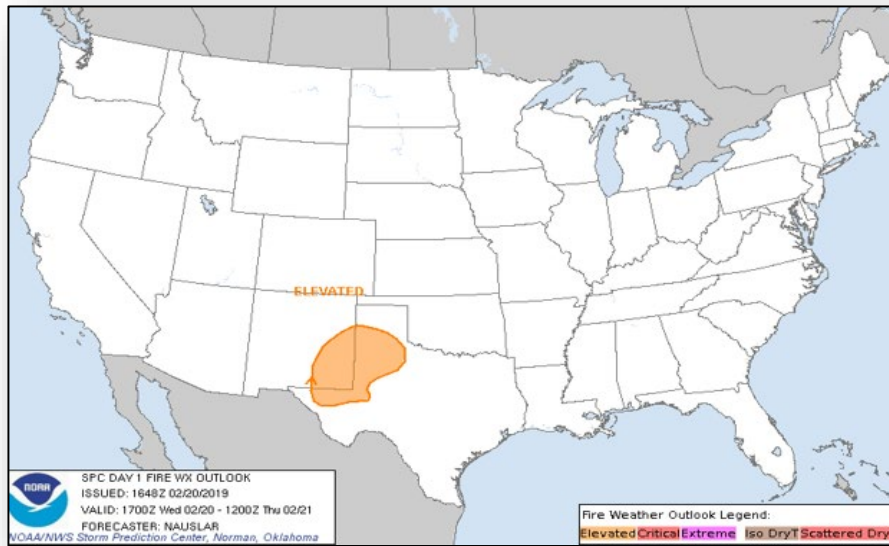 ELEVATED
NOAA
SPC DAY 1 FIRE WX OUTLOOK
ISSUED: 1648Z 02/20/2019
VALID: 1700Z Wed 02/20 - 1200Z Thu 02/21
FORECASTER: NAUSLAR
NOAA/NWS Storm Prediction Center, Norman, Oklahoma
Fire Weather Outlook Legend:
Elevated Critical Extreme Iso DryT Scattered Dry